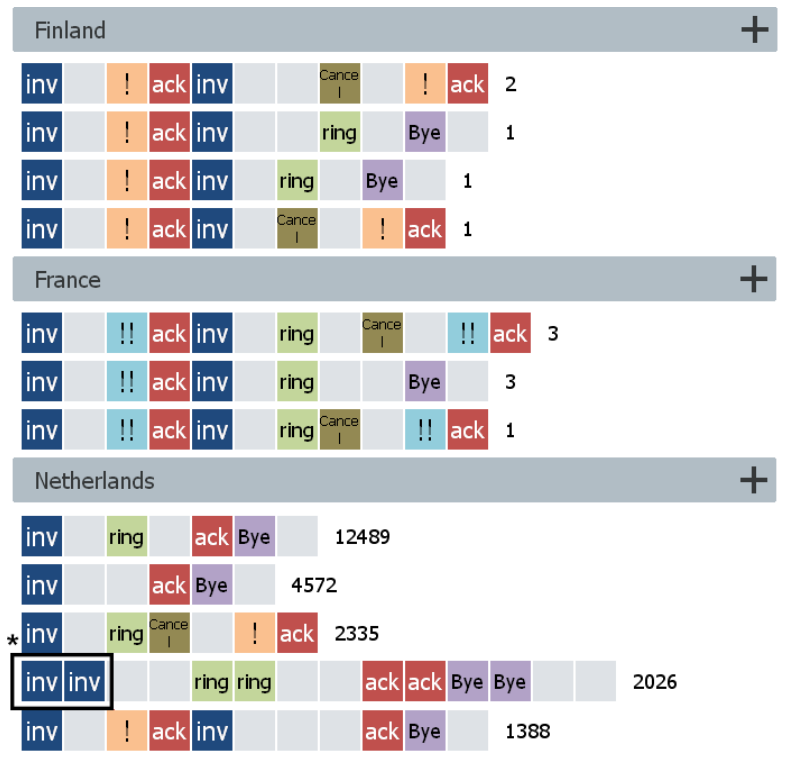 Finland +
inv ! ack inv Cancel ! ack 2
inv ! ack inv ring Bye 1
inv ! ack inv ring Bye 1
inv ! ack inv Cancel ! ack 1
France +
inv !! ack inv ring Cancel !! ack 3
inv !! ack inv ring Bye 3
inv !! ack inv ring Cancel !! ack 1
Netherlands +
inv ring ack Bye 12489
inv ack Bye 4572
* inv ring Cancel ! ack 2335
inv inv ring ring ack ack Bye Bye 2026
inv ! ack inv ack Bye 1388